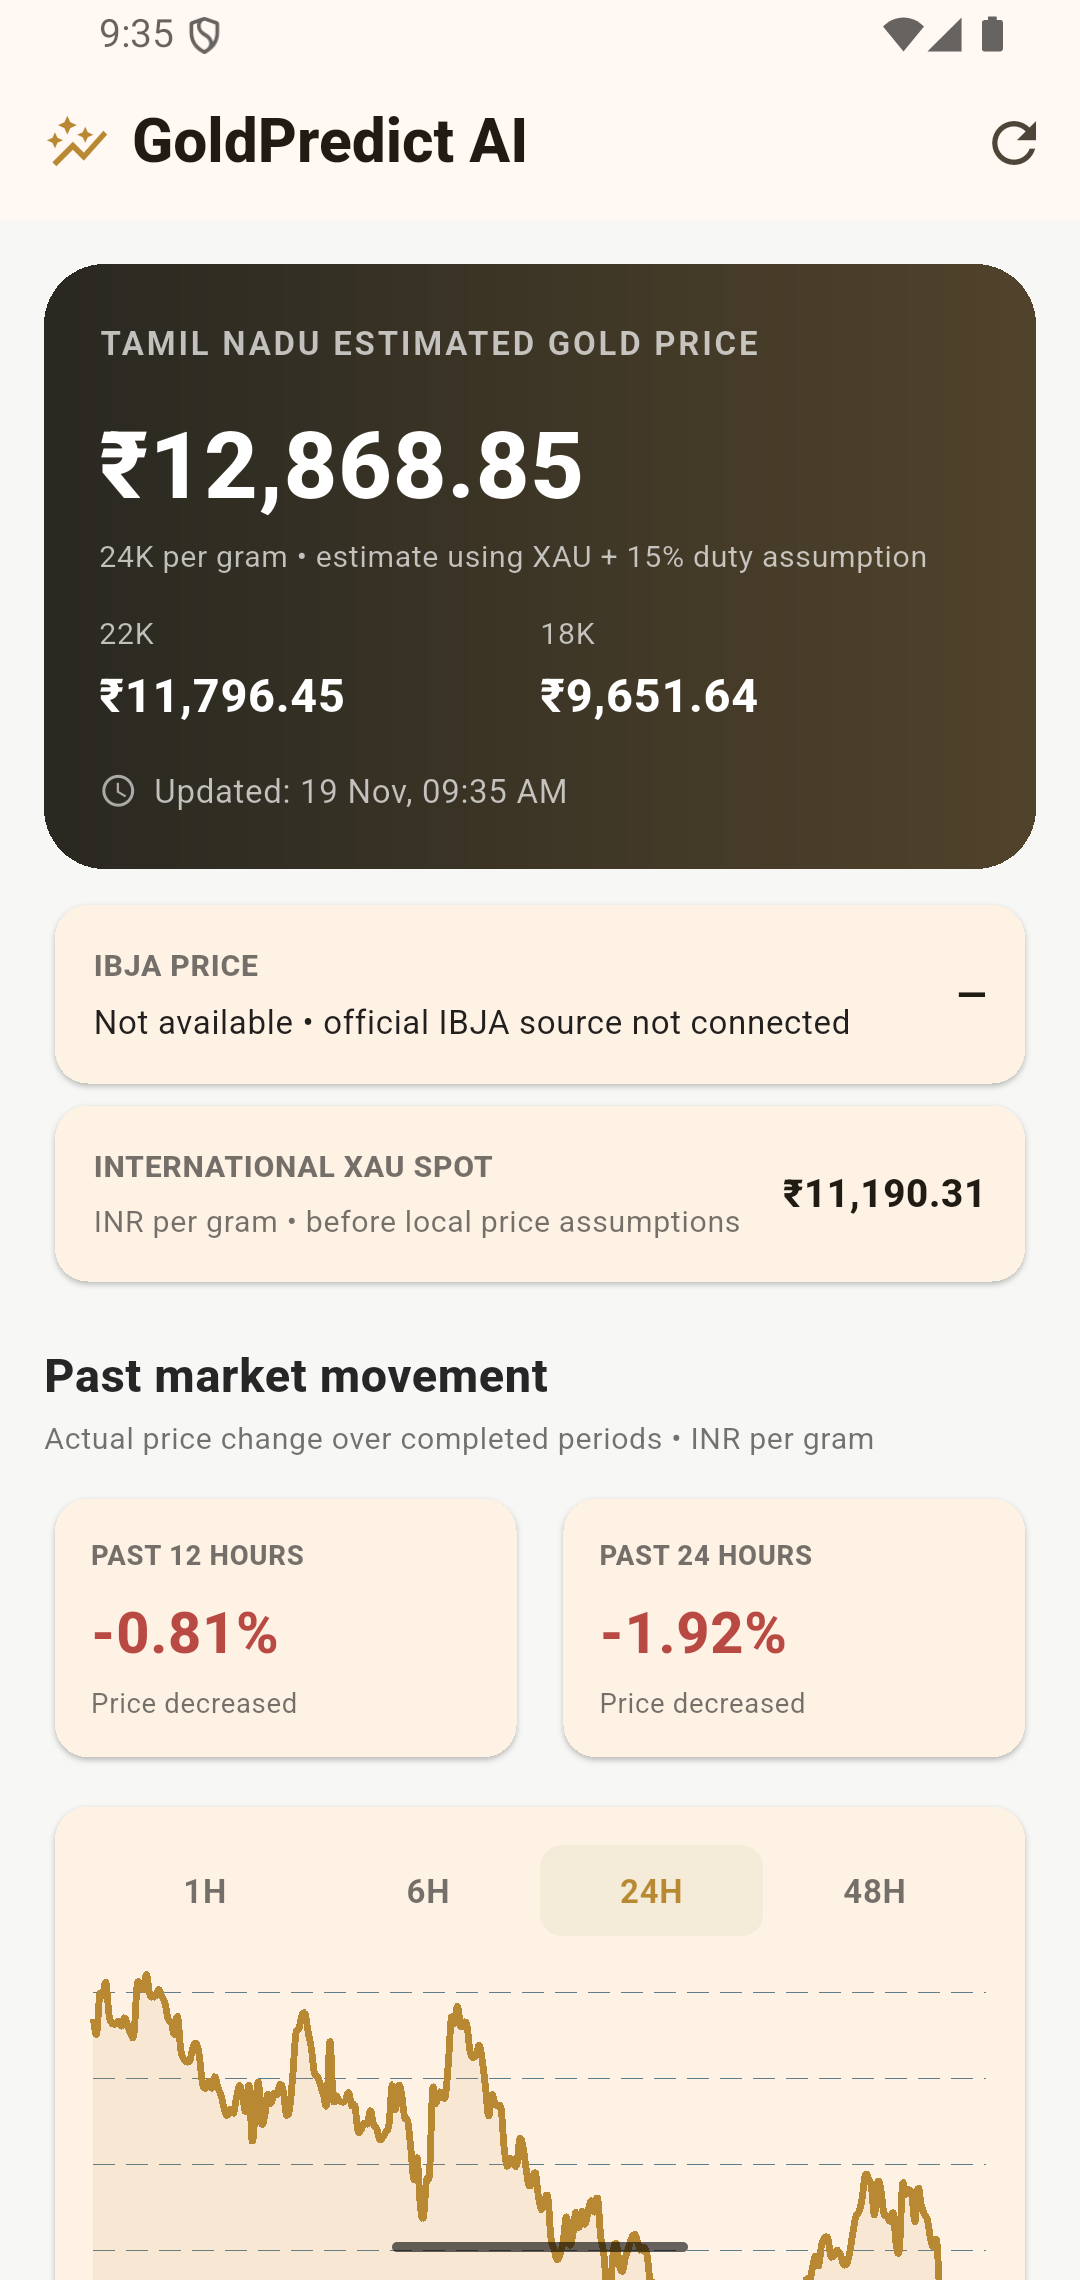 9:35
GoldPredict AI
TAMIL NADU ESTIMATED GOLD PRICE
₹12,868.85
24K per gram • estimate using XAU + 15% duty assumption
22K 18K
₹11,796.45 ₹9,651.64
Updated: 19 Nov, 09:35 AM
IBJA PRICE
Not available • official IBJA source not connected
—
INTERNATIONAL XAU SPOT
INR per gram • before local price assumptions
₹11,190.31
Past market movement
Actual price change over completed periods • INR per gram
PAST 12 HOURS
-0.81%
Price decreased
PAST 24 HOURS
-1.92%
Price decreased
1H 6H 24H 48H